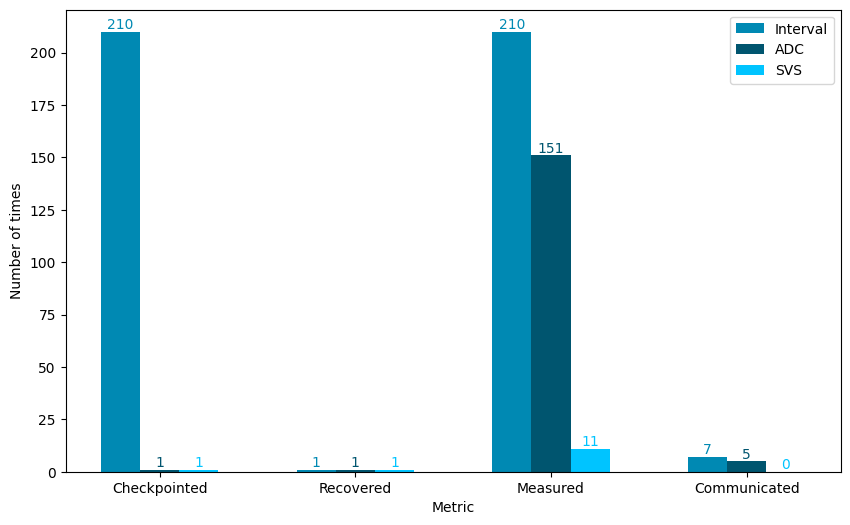 210
210
Interval
ADC
SVS
200
175
151
150
125
100
75
50
25
11
7
5
1
1
1
1
1
0
0
Checkpointed
Recovered
Measured
Communicated
Metric
Number of times